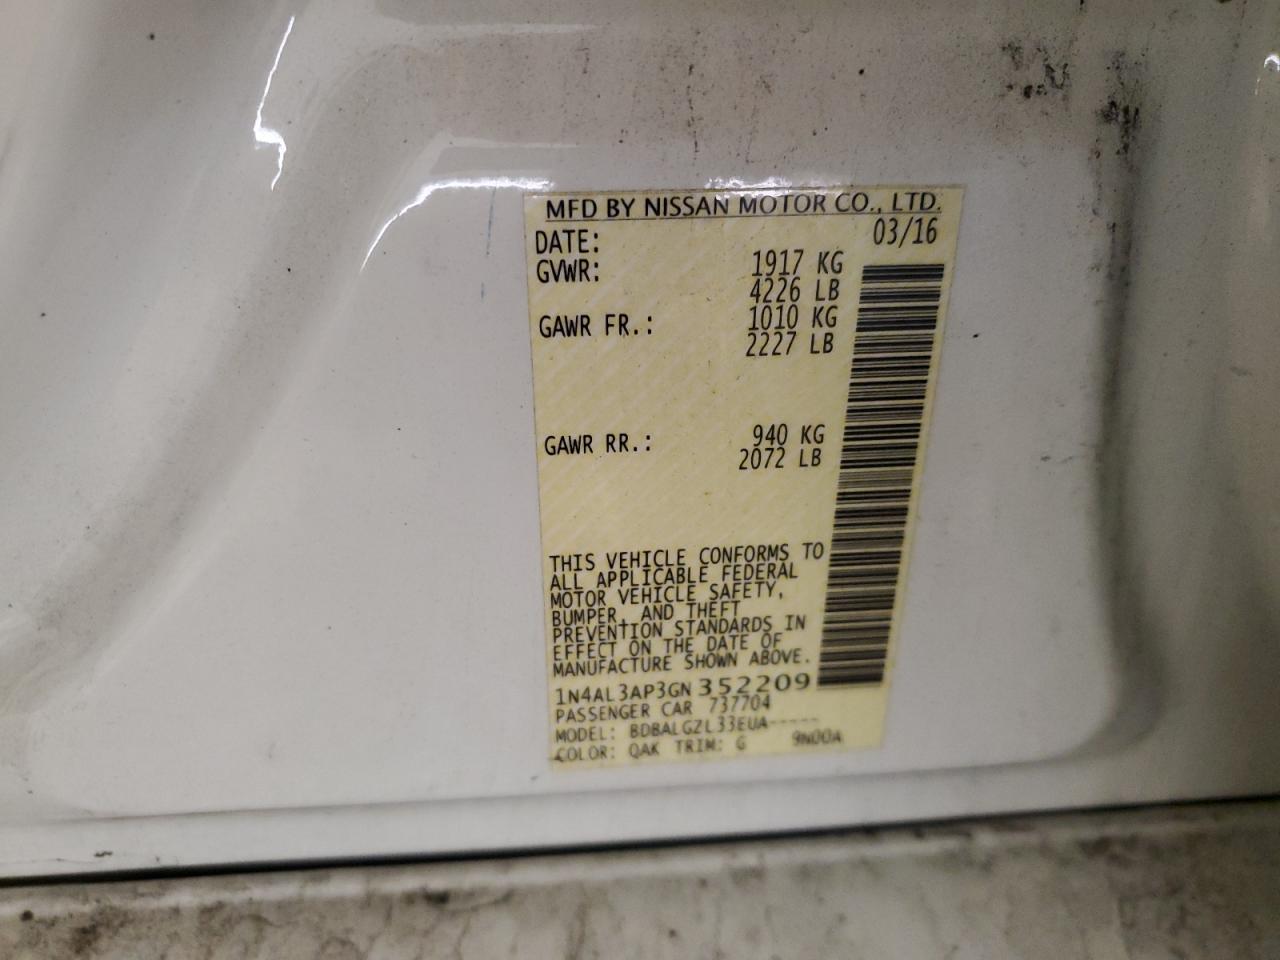 MFD BY NISSAN MOTOR CO., LTD.
DATE: 03/16
GVWR: 1917 KG
4226 LB
GAWR FR.: 1010 KG
2227 LB
GAWR RR.: 940 KG
2072 LB
THIS VEHICLE CONFORMS TO
ALL APPLICABLE FEDERAL
MOTOR VEHICLE SAFETY,
BUMPER, AND THEFT
PREVENTION STANDARDS IN
EFFECT ON THE DATE OF
MANUFACTURE SHOWN ABOVE.
1N4AL3AP3GN352209
PASSENGER CAR 737704
MODEL: BDBALGZL33EUA-----
COLOR: QAK TRIM: G 9N00A